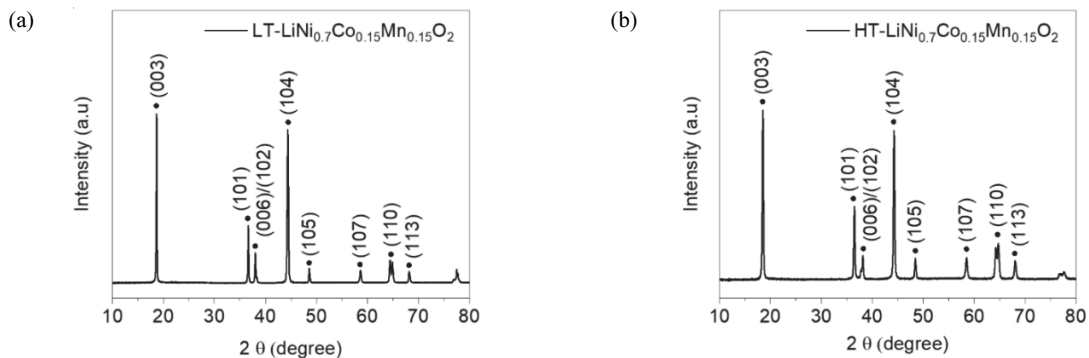 (a)
LT-LiNi0.7Co0.15Mn0.15O2
(003)
(101)
(006)/(102)
(104)
(105)
(107)
(110)
(113)
Intensity (a.u)
10 20 30 40 50 60 70 80
2 θ (degree)
(b)
HT-LiNi0.7Co0.15Mn0.15O2
(003)
(101)
(006)/(102)
(104)
(105)
(107)
(110)
(113)
Intensity (a.u)
10 20 30 40 50 60 70 80
2 θ (degree)